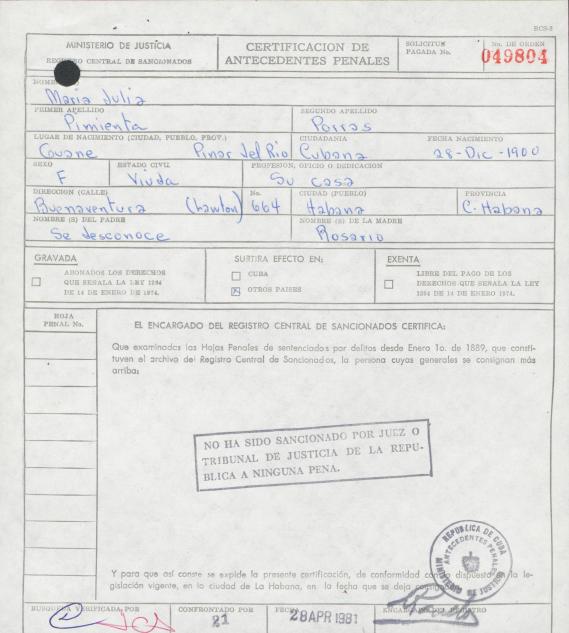 RCS-3
MINISTERIO DE JUSTICIA
REGISTRO CENTRAL DE SANCIONADOS
CERTIFICACION DE
ANTECEDENTES PENALES
SOLICITUD
PAGADA No.
No. DE ORDEN
049804
NOMB
Maria Julia
PRIMER APELLIDO
SEGUNDO APELLIDO
Pimienta
Porras
LUGAR DE NACIMIENTO (CIUDAD, PUEBLO, PROV.)
CIUDADANIA
FECHA NACIMIENTO
Guane Pinar del Rio
Cubana
28-Dic-1900
SEXO
ESTADO CIVIL
PROFESION, OFICIO O DEDICACION
F
Viuda
Su casa
DIRECCION (CALLE)
No.
CIUDAD (PUEBLO)
PROVINCIA
Buenaventura (Lawton)
664
Habana
C. Habana
NOMBRE (S) DEL PADRE
NOMBRE (S) DE LA MADRE
Se desconoce
Rosario
GRAVADA
ABONADOS LOS DERECHOS
QUE SEÑALA LA LEY 1264
DE 14 DE ENERO DE 1974.
SURTIRA EFECTO EN:
CUBA
OTROS PAISES
EXENTA
LIBRE DEL PAGO DE LOS
DERECHOS QUE SEÑALA LA LEY
1264 DE 14 DE ENERO 1974.
HOJA
PENAL No.
EL ENCARGADO DEL REGISTRO CENTRAL DE SANCIONADOS CERTIFICA:
Que examinadas las Hojas Penales de sentenciados por delitos desde Enero 1o. de 1889, que consti-
tuyen el archivo del Registro Central de Sancionados, la persona cuyas generales se consignan más
arriba:
NO HA SIDO SANCIONADO POR JUEZ O
TRIBUNAL DE JUSTICIA DE LA REPU-
BLICA A NINGUNA PENA.
REPUBLICA DE CUBA
ANTECEDENTES PENALES
MINISTERIO DE JUSTICIA
Y para que así conste se expide la presente certificación, de conformidad con lo dispuesto en la le-
gislación vigente, en la ciudad de La Habana, en la fecha que se deja consignada
BUSQUEDA VERIFICADA POR
CONFRONTADO POR
FECHA
ENCARGADO DEL REGISTRO
21
28 APR 1981